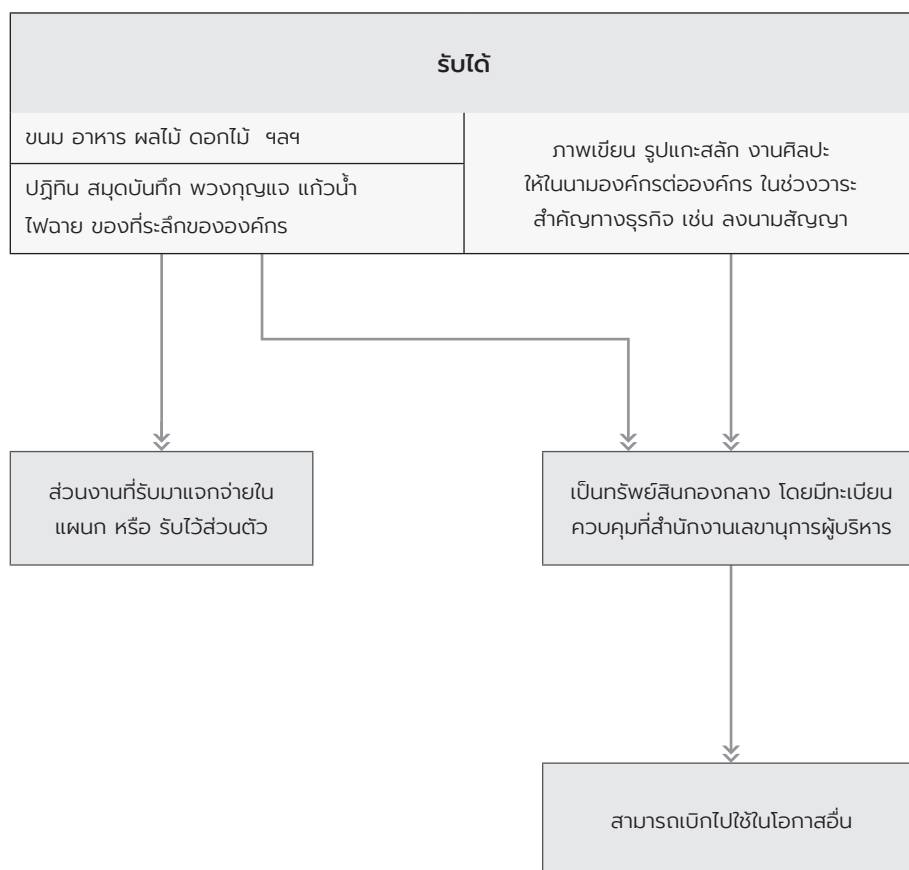 รับได้
ขนม อาหาร ผลไม้ ดอกไม้ ฯลฯ
ปฏิทิน สมุดบันทึก พวงกุญแจ แก้วน้ำ
ไฟฉาย ของที่ระลึกขององค์กร
ภาพเขียน รูปแกะสลัก งานศิลปะ
ให้ในนามองค์กรต่อองค์กร ในช่วงวาระ
สำคัญทางธุรกิจ เช่น ลงนามสัญญา
ส่วนงานที่รับมาแจกจ่ายใน
แผนก หรือ รับไว้ส่วนตัว
เป็นทรัพย์สินกองกลาง โดยมีทะเบียน
ควบคุมที่สำนักงานเลขานุการผู้บริหาร
สามารถเบิกไปใช้ในโอกาสอื่น